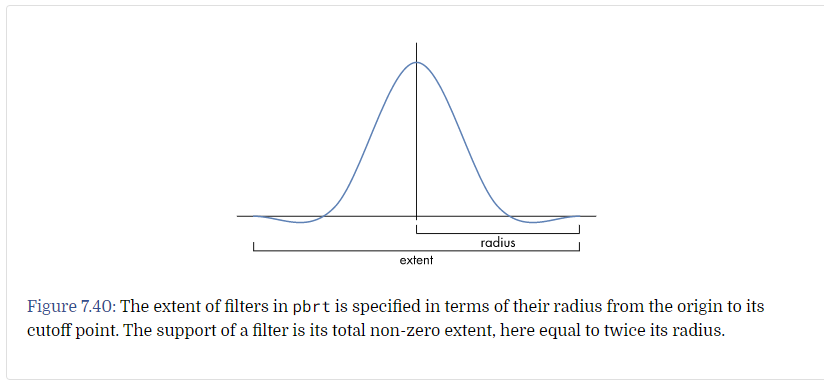 radius
extent
Figure 7.40: The extent of filters in pbrt is specified in terms of their radius from the origin to its
cutoff point. The support of a filter is its total non-zero extent, here equal to twice its radius.